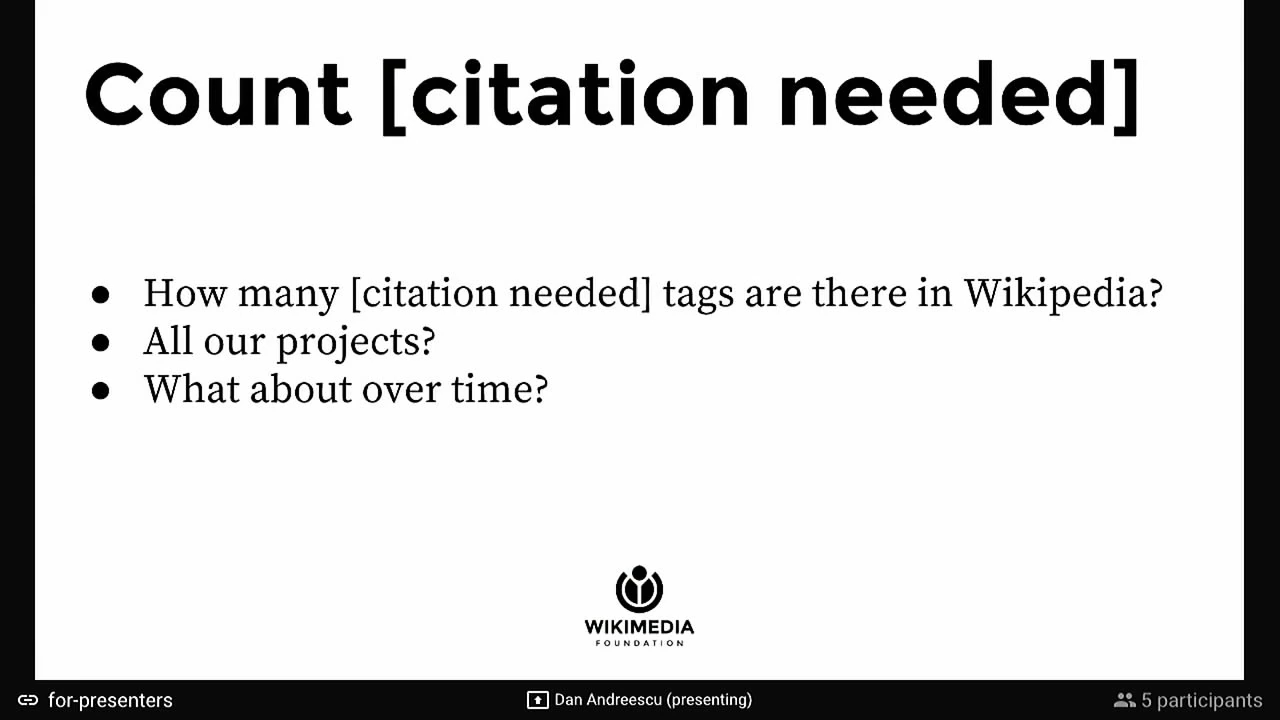 Count [citation needed]
● How many [citation needed] tags are there in Wikipedia?
● All our projects?
● What about over time?
WIKIMEDIA
FOUNDATION
for-presenters
Dan Andreescu (presenting)
5 participants